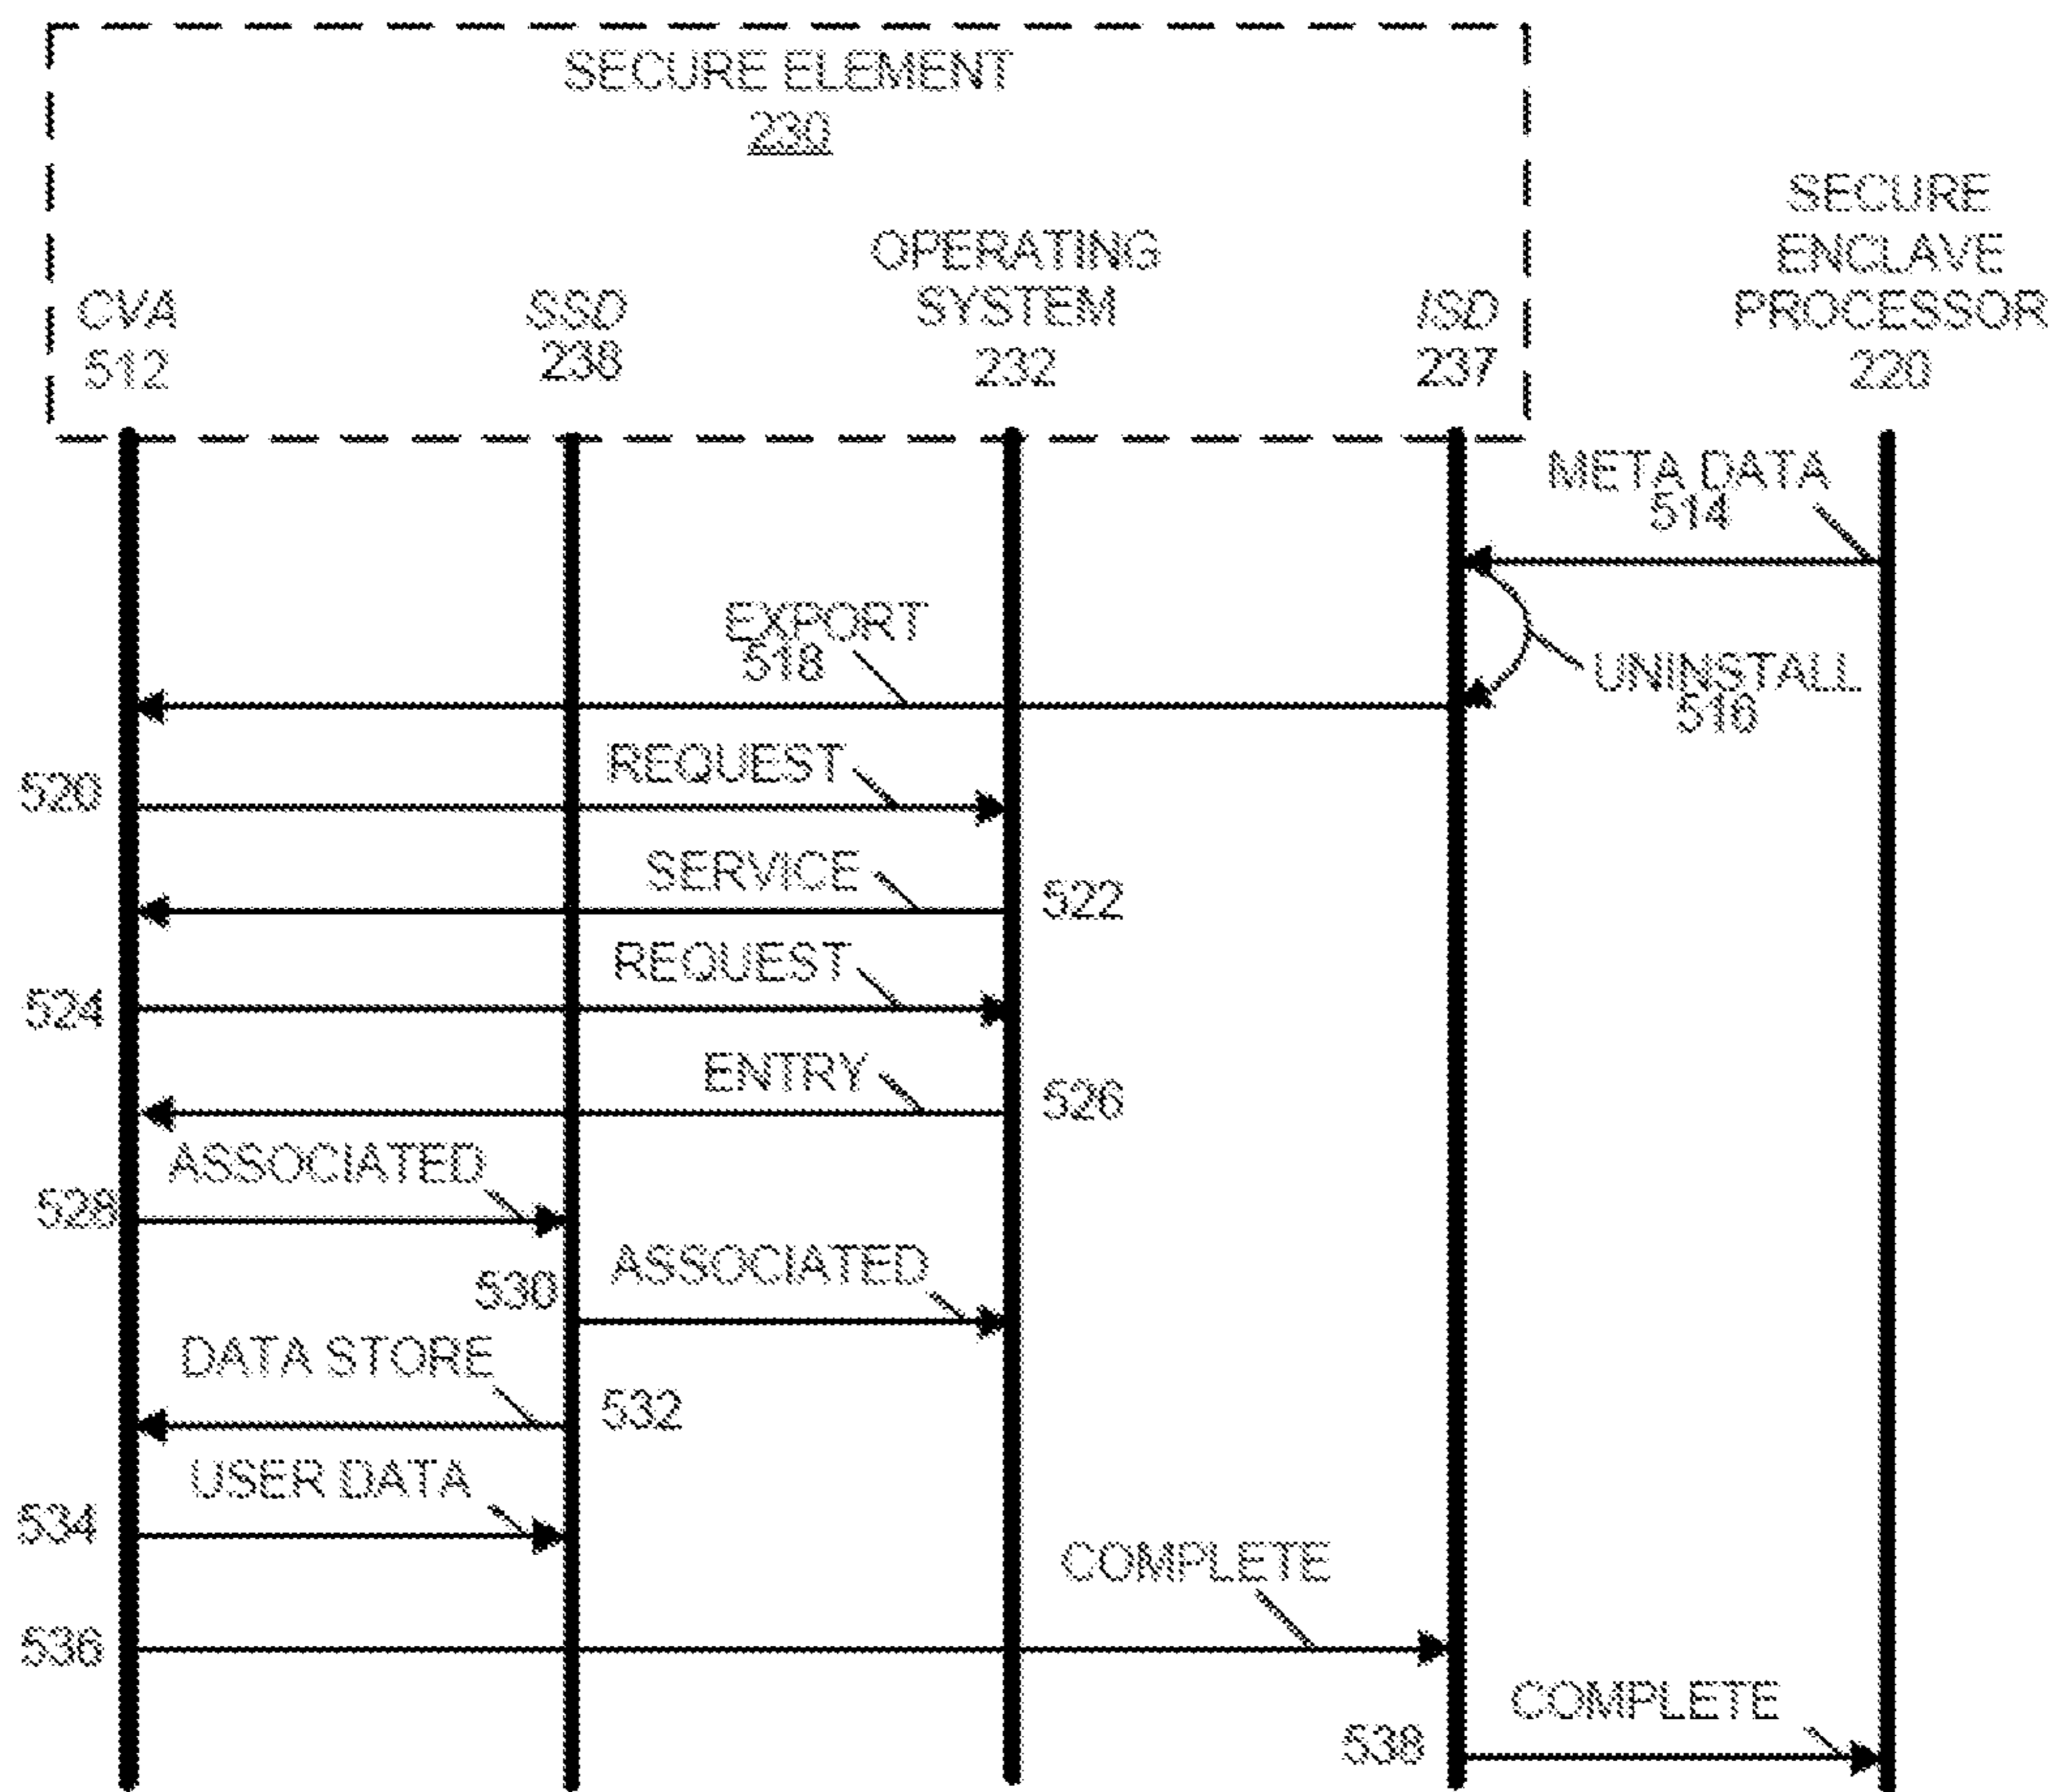 SECURE ELEMENT
230
SECURE
ENCLAVE
PROCESSOR
220
OPERATING
SYSTEM
232
CVA
512
SSD
238
ISD
237
META DATA
514
EXPORT
518
UNINSTALL
516
REQUEST
520
SERVICE
522
REQUEST
524
ENTRY
526
ASSOCIATED
528
ASSOCIATED
530
DATA STORE
532
USER DATA
534
COMPLETE
536
COMPLETE
538